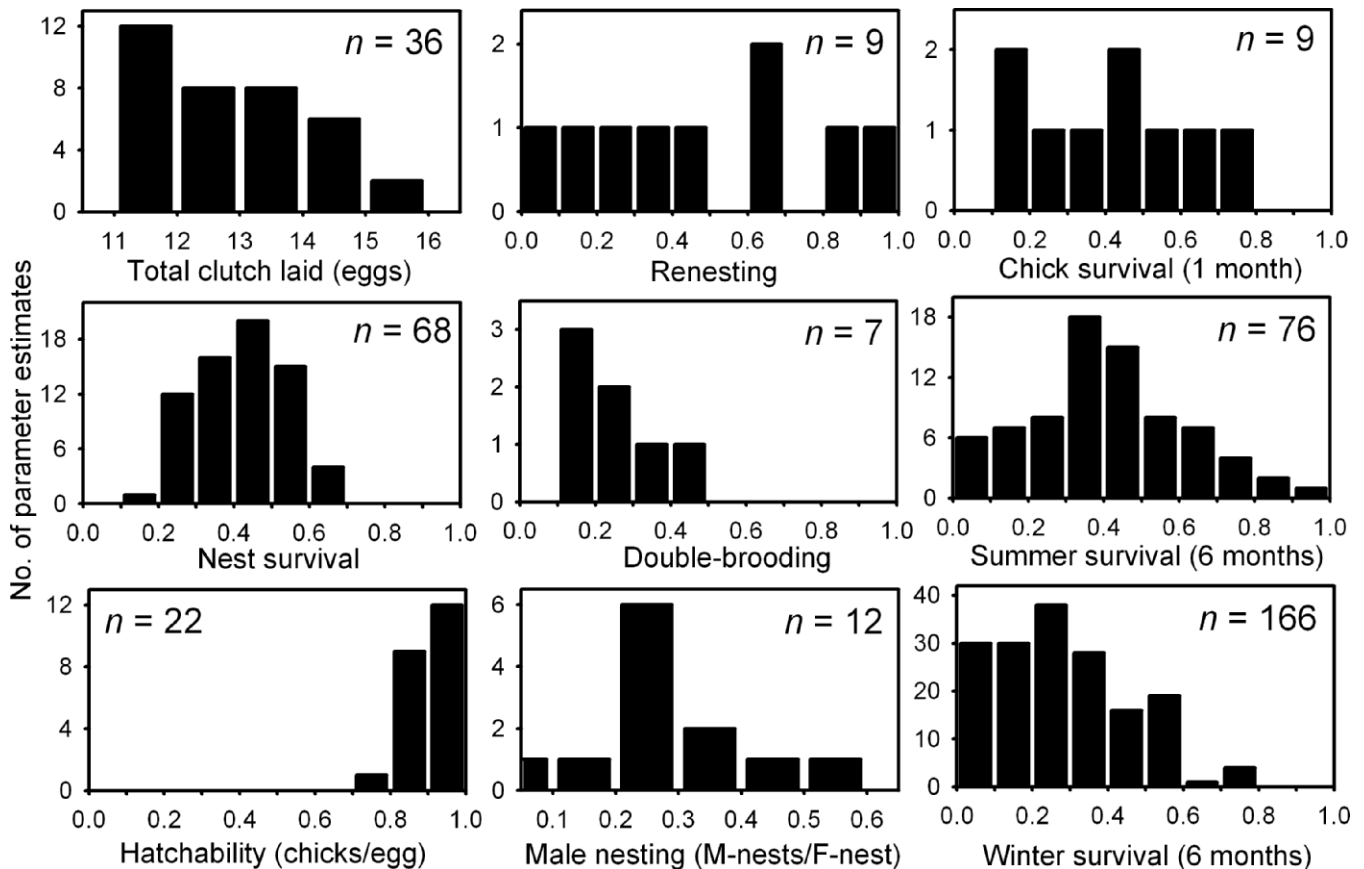 No. of parameter estimates
12
8
4
0
n = 36
11 12 13 14 15 16
Total clutch laid (eggs)
2
1
0
n = 9
0.0 0.2 0.4 0.6 0.8 1.0
Renesting
2
1
0
n = 9
0.0 0.2 0.4 0.6 0.8 1.0
Chick survival (1 month)
18
12
6
0
n = 68
0.0 0.2 0.4 0.6 0.8 1.0
Nest survival
3
2
1
0
n = 7
0.0 0.2 0.4 0.6 0.8 1.0
Double-brooding
18
12
6
0
n = 76
0.0 0.2 0.4 0.6 0.8 1.0
Summer survival (6 months)
12
8
4
0
n = 22
0.0 0.2 0.4 0.6 0.8 1.0
Hatchability (chicks/egg)
6
4
2
0
n = 12
0.1 0.2 0.3 0.4 0.5 0.6
Male nesting (M-nests/F-nest)
40
30
20
10
0
n = 166
0.0 0.2 0.4 0.6 0.8 1.0
Winter survival (6 months)